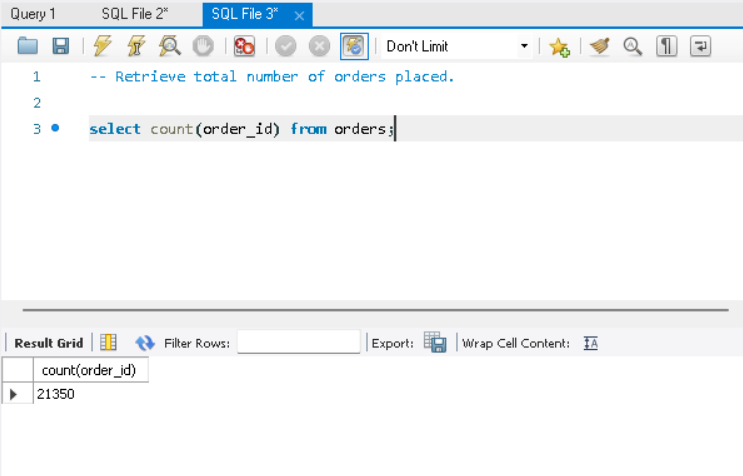 Query 1 SQL File 2* SQL File 3*
Don't Limit
1 -- Retrieve total number of orders placed.
2
3 select count(order_id) from orders;
Result Grid Filter Rows: Export: Wrap Cell Content: IA
count(order_id)
21350